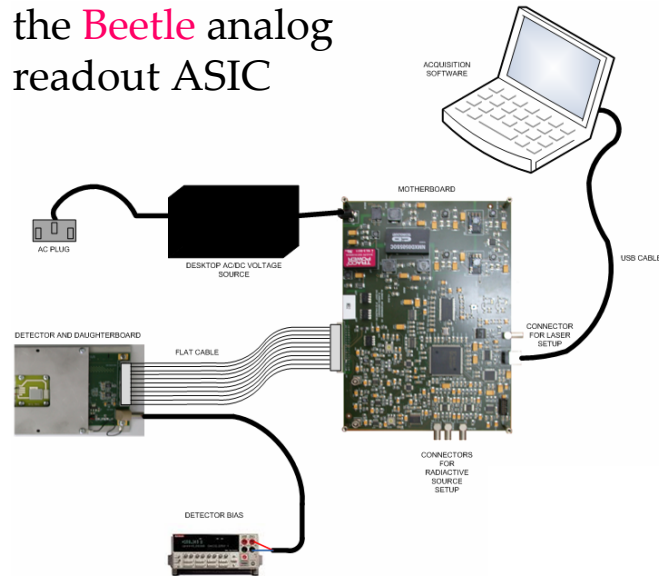 the Beetle analog
readout ASIC
ACQUISITION
SOFTWARE
MOTHERBOARD
AC PLUG
DESKTOP AC/DC VOLTAGE
SOURCE
USB CABLE
DETECTOR AND DAUGHTERBOARD
FLAT CABLE
CONNECTOR
FOR LASER
SETUP
CONNECTORS
FOR
RADIACTIVE
SOURCE
SETUP
DETECTOR BIAS